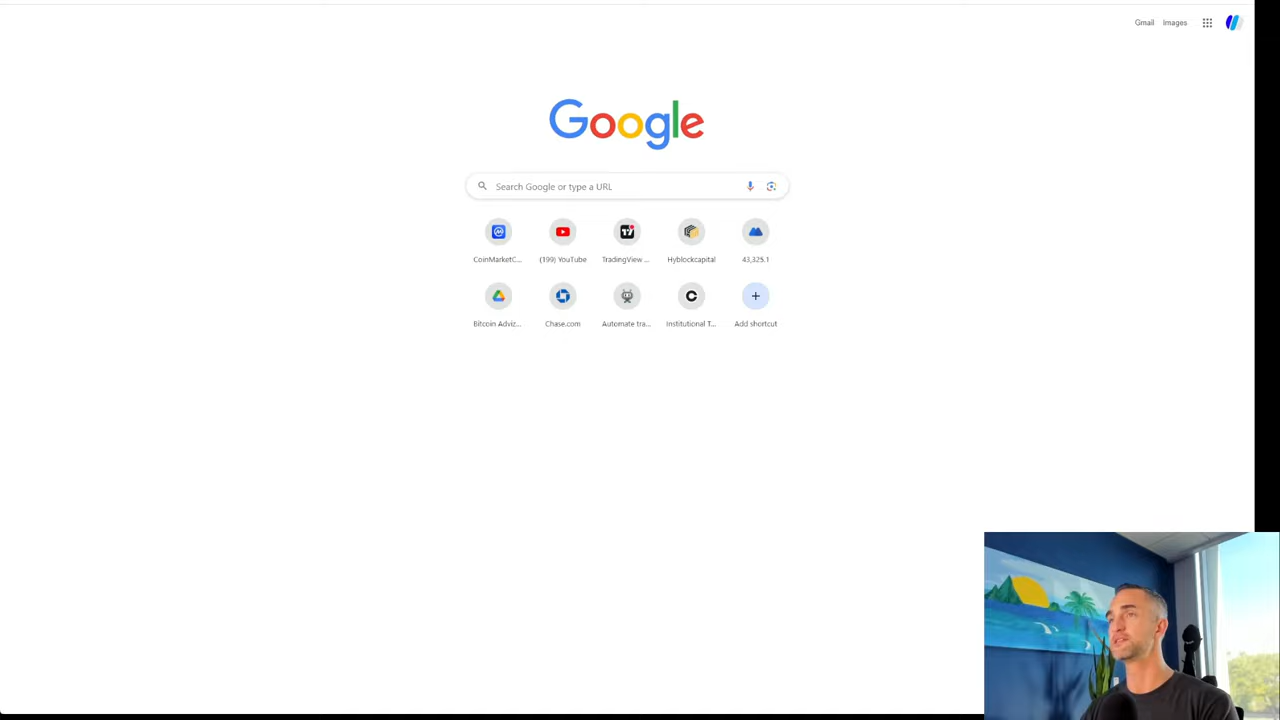 Gmail Images
Google
Search Google or type a URL
CoinMarketC...
(199) YouTube
TradingView ...
Hyblockcapital
43,325.1
Bitcoin Adviz...
Chase.com
Automate tra...
Institutional T...
Add shortcut